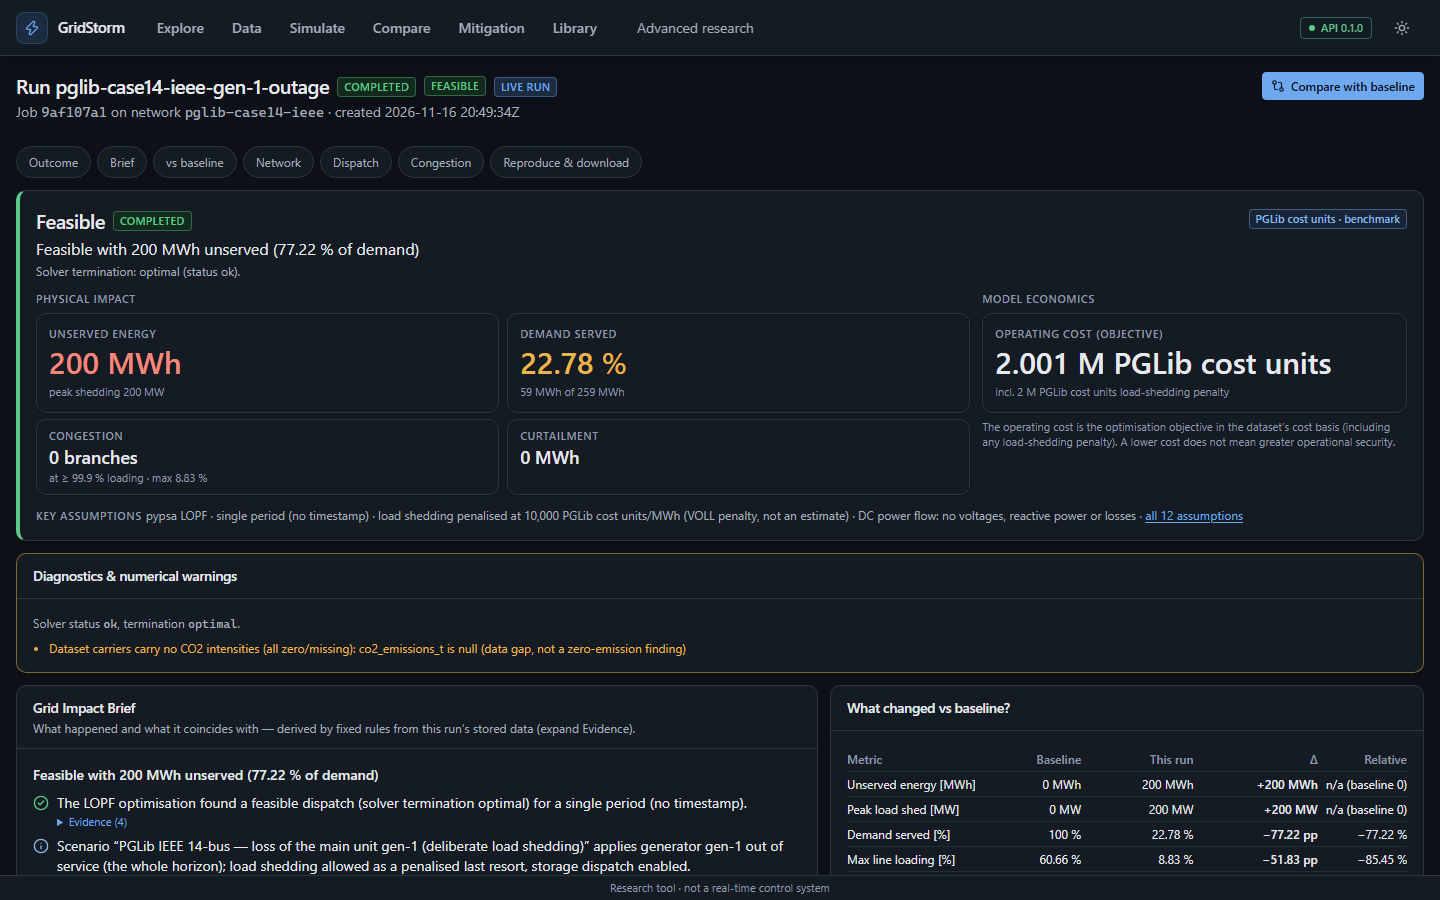 GridStorm Explore Data Simulate Compare Mitigation Library Advanced research API 0.1.0
Run pglib-case14-ieee-gen-1-outage COMPLETED FEASIBLE LIVE RUN Compare with baseline
Job 9af107a1 on network pglib-case14-ieee · created 2026-11-16 20:49:34Z
Outcome Brief vs baseline Network Dispatch Congestion Reproduce & download
Feasible COMPLETED PGLib cost units · benchmark
Feasible with 200 MWh unserved (77.22 % of demand)
Solver termination: optimal (status ok).
PHYSICAL IMPACT
UNSERVED ENERGY
200 MWh
peak shedding 200 MW
DEMAND SERVED
22.78 %
59 MWh of 259 MWh
CONGESTION
0 branches
at ≥ 99.9 % loading · max 8.83 %
CURTAILMENT
0 MWh
MODEL ECONOMICS
OPERATING COST (OBJECTIVE)
2.001 M PGLib cost units
incl. 2 M PGLib cost units load-shedding penalty
The operating cost is the optimisation objective in the dataset's cost basis (including
any load-shedding penalty). A lower cost does not mean greater operational security.
KEY ASSUMPTIONS pypsa LOPF · single period (no timestamp) · load shedding penalised at 10,000 PGLib cost units/MWh (VOLL penalty, not an estimate) · DC power flow: no voltages, reactive power or losses · all 12 assumptions
Diagnostics & numerical warnings
Solver status ok, termination optimal.
• Dataset carriers carry no CO2 intensities (all zero/missing): co2_emissions_t is null (data gap, not a zero-emission finding)
Grid Impact Brief
What happened and what it coincides with — derived by fixed rules from this run's stored data (expand Evidence).
Feasible with 200 MWh unserved (77.22 % of demand)
The LOPF optimisation found a feasible dispatch (solver termination optimal) for a single period (no timestamp).
▶ Evidence (4)
Scenario “PGLib IEEE 14-bus — loss of the main unit gen-1 (deliberate load shedding)” applies generator gen-1 out of
service (the whole horizon); load shedding allowed as a penalised last resort, storage dispatch enabled.
What changed vs baseline?
Metric Baseline This run Δ Relative
Unserved energy [MWh] 0 MWh 200 MWh +200 MWh n/a (baseline 0)
Peak load shed [MW] 0 MW 200 MW +200 MW n/a (baseline 0)
Demand served [%] 100 % 22.78 % −77.22 pp −77.22 %
Max line loading [%] 60.66 % 8.83 % −51.83 pp −85.45 %
Research tool · not a real-time control system